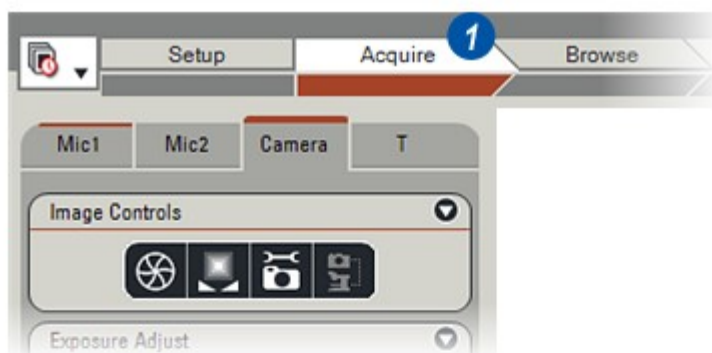 Setup Acquire 1 Browse
Mic1 Mic2 Camera T
Image Controls
Exposure Adjust